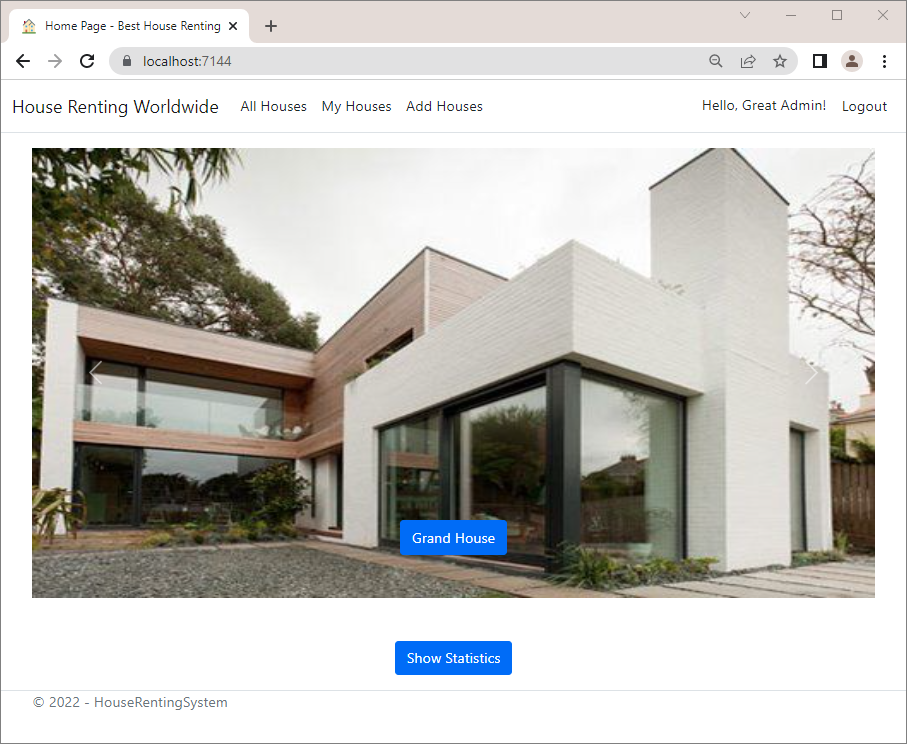 Home Page - Best House Renting
localhost:7144
House Renting Worldwide All Houses My Houses Add Houses Hello, Great Admin! Logout
Grand House
Show Statistics
© 2022 - HouseRentingSystem